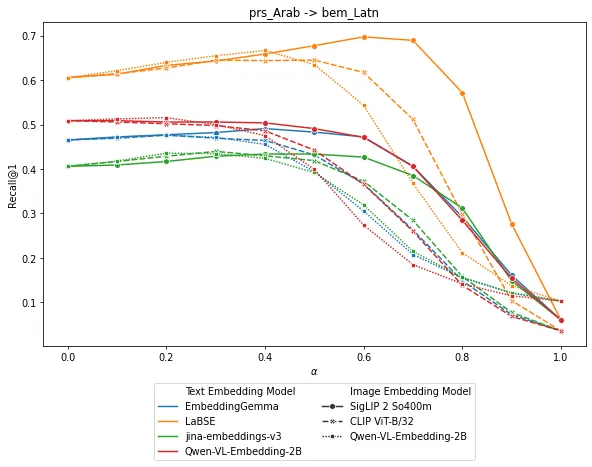 prs_Arab -> bem_Latn
Recall@1
0.7
0.6
0.5
0.4
0.3
0.2
0.1
0.0 0.2 0.4 0.6 0.8 1.0
α
Text Embedding Model Image Embedding Model
EmbeddingGemma SigLIP 2 So400m
LaBSE CLIP ViT-B/32
jina-embeddings-v3 Qwen-VL-Embedding-2B
Qwen-VL-Embedding-2B